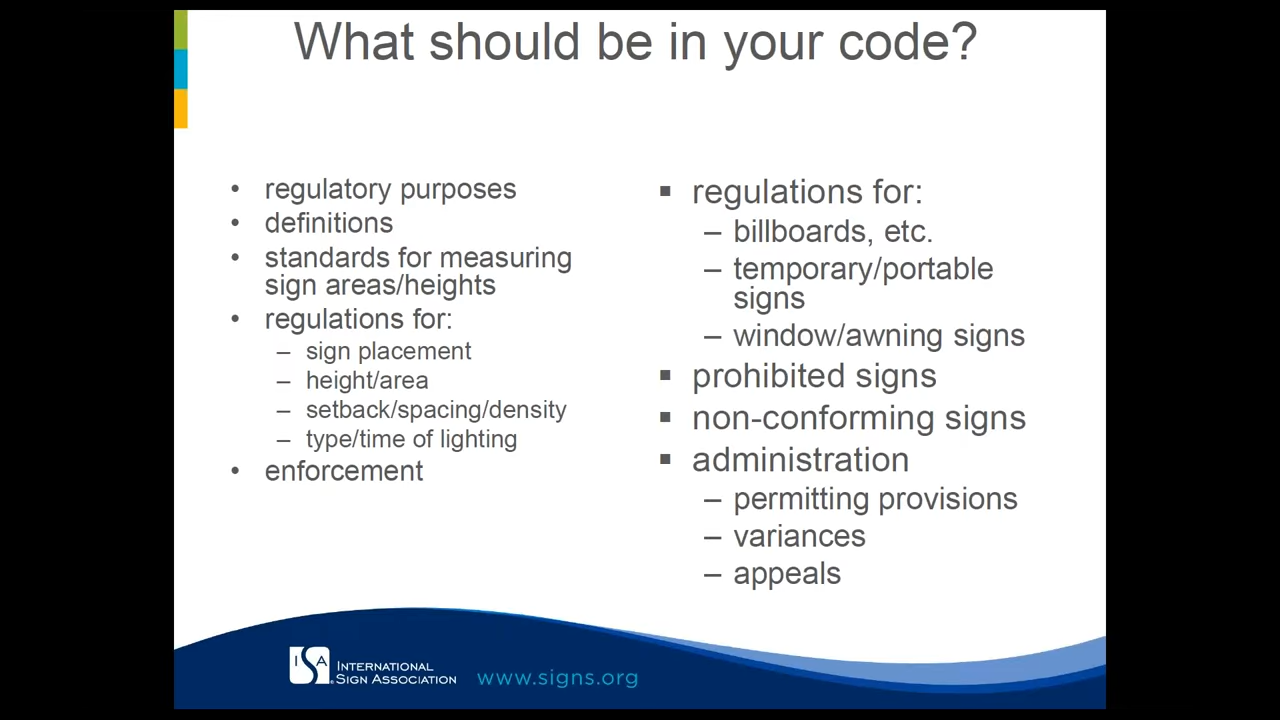 What should be in your code?
• regulatory purposes
• definitions
• standards for measuring
sign areas/heights
• regulations for:
– sign placement
– height/area
– setback/spacing/density
– type/time of lighting
• enforcement
▪ regulations for:
– billboards, etc.
– temporary/portable
signs
– window/awning signs
▪ prohibited signs
▪ non-conforming signs
▪ administration
– permitting provisions
– variances
– appeals
ISA
INTERNATIONAL
SIGN ASSOCIATION
www.signs.org